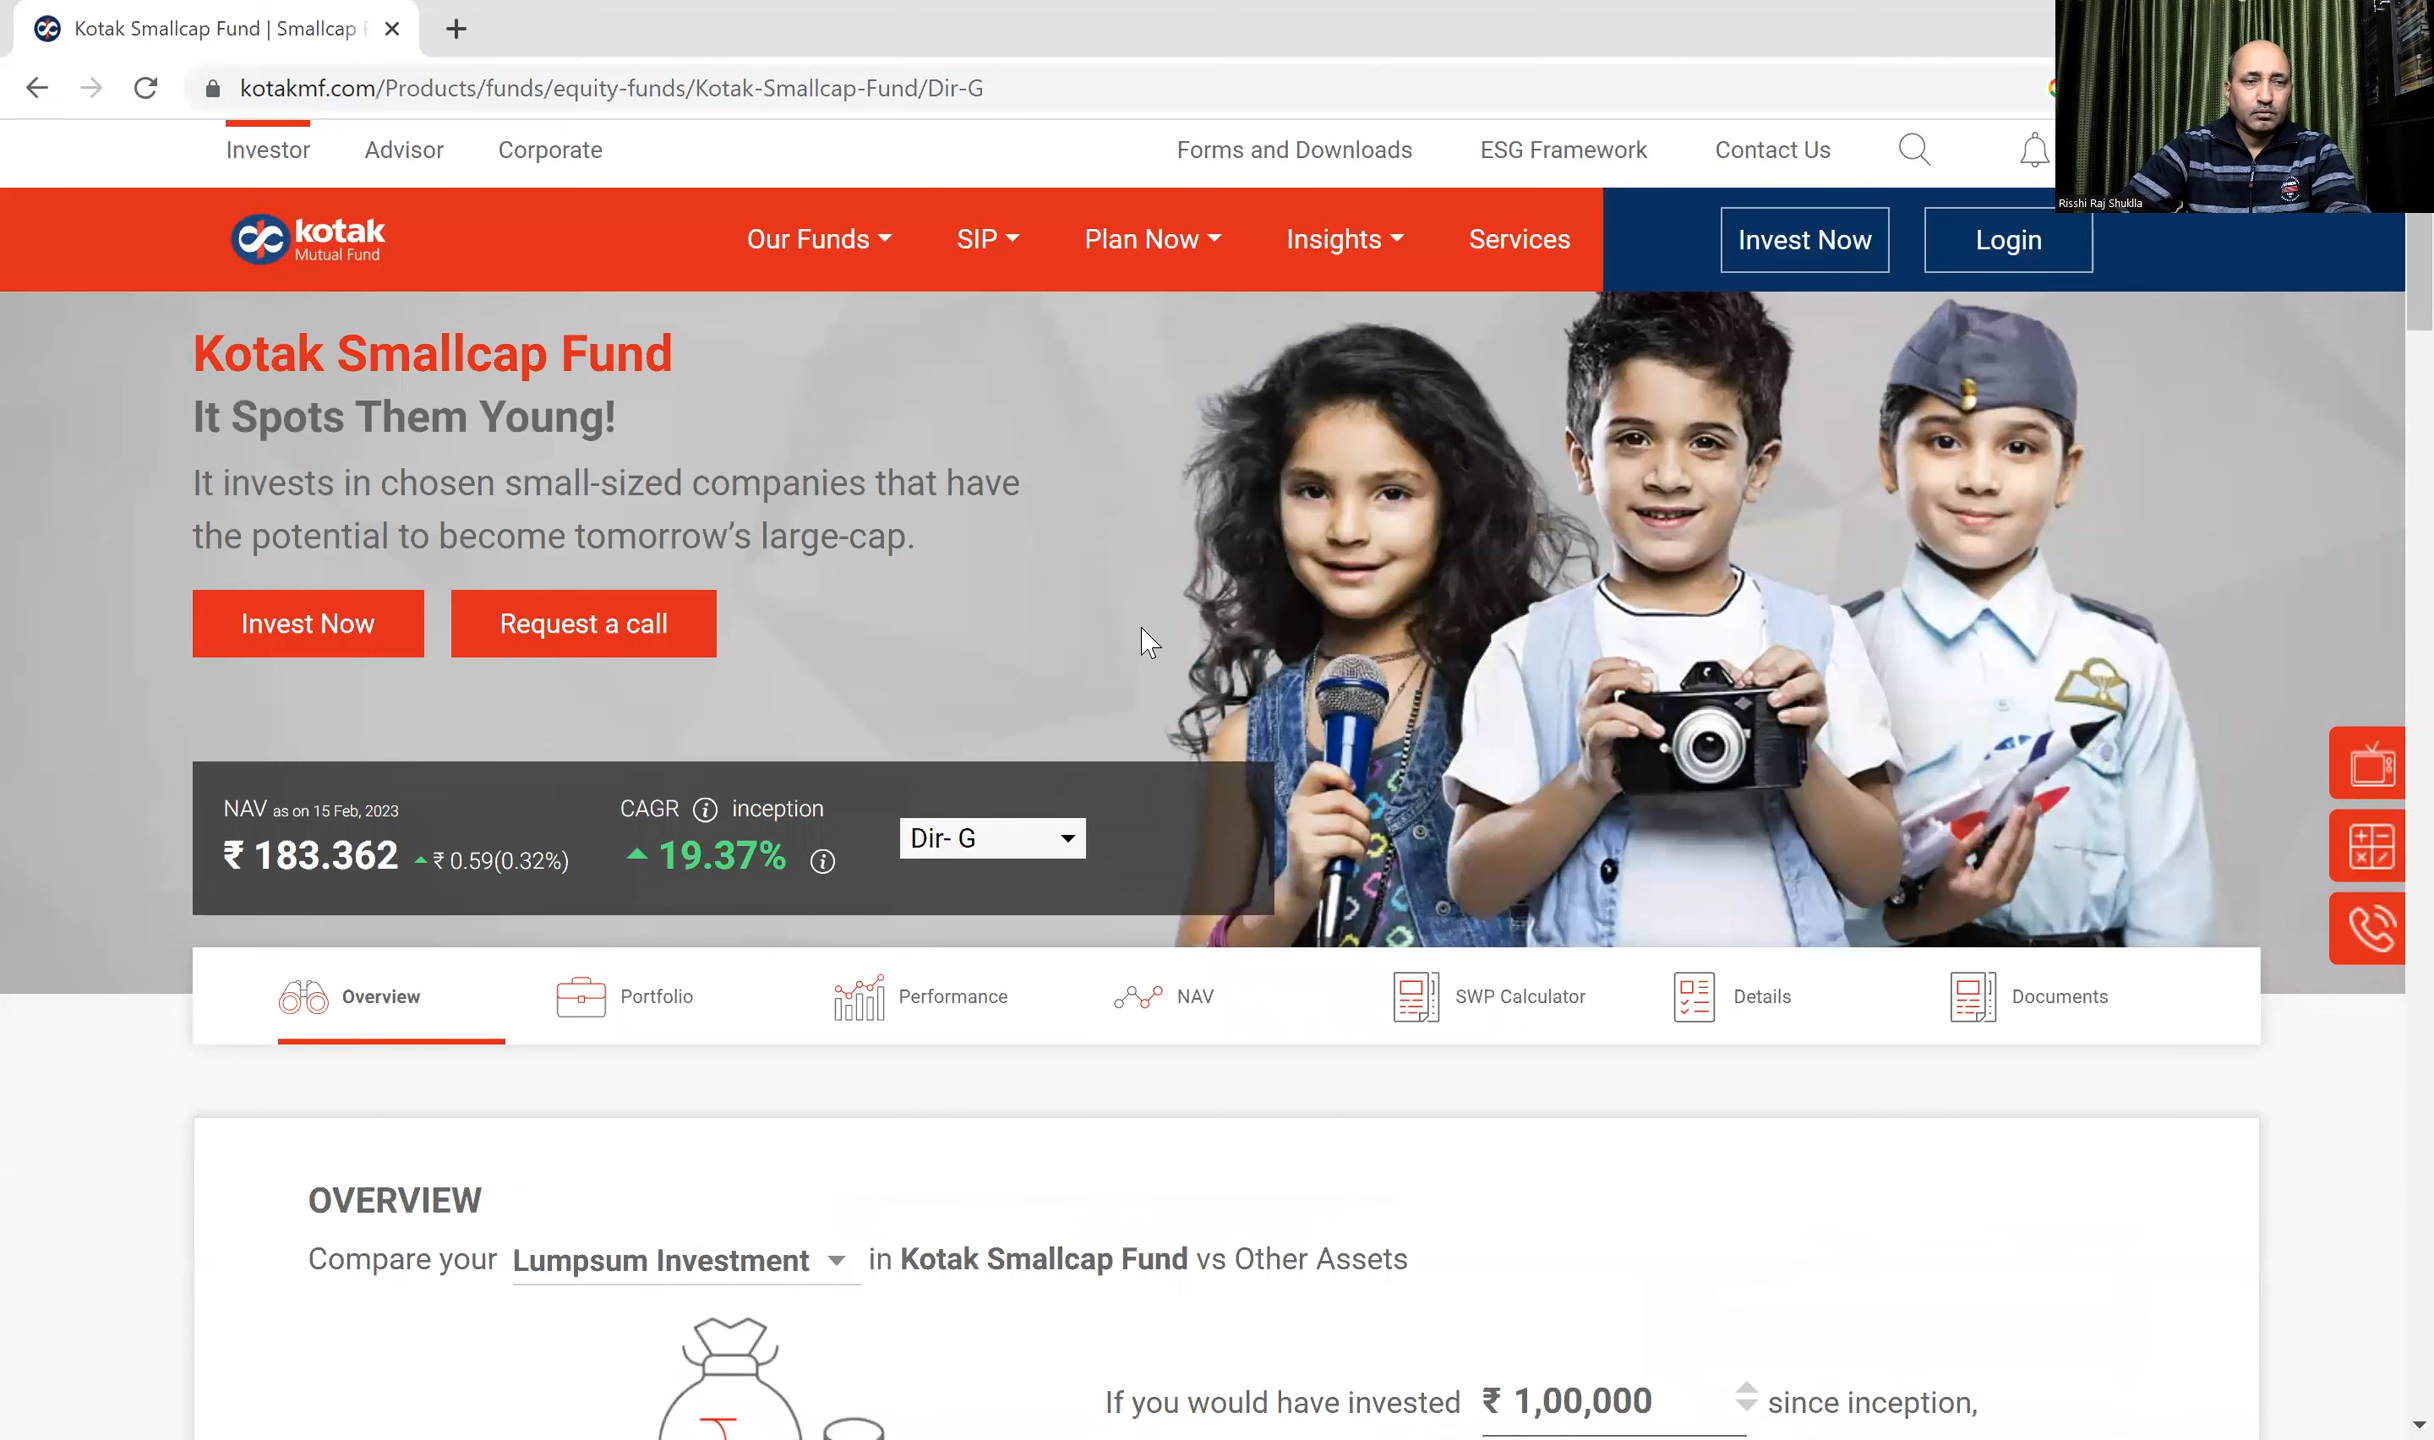 Kotak Smallcap Fund | Smallcap
kotakmf.com/Products/funds/equity-funds/Kotak-Smallcap-Fund/Dir-G
Risshi Raj Shuklla
Investor Advisor Corporate Forms and Downloads ESG Framework Contact Us
kotak
Mutual Fund
Our Funds SIP Plan Now Insights Services Invest Now Login
Kotak Smallcap Fund
It Spots Them Young!
It invests in chosen small-sized companies that have
the potential to become tomorrow’s large-cap.
Invest Now Request a call
NAV as on 15 Feb, 2023 CAGR i inception
₹ 183.362 ₹ 0.59(0.32%) 19.37% i Dir- G
Overview Portfolio Performance NAV SWP Calculator Details Documents
OVERVIEW
Compare your Lumpsum Investment in Kotak Smallcap Fund vs Other Assets
If you would have invested ₹ 1,00,000 since inception,